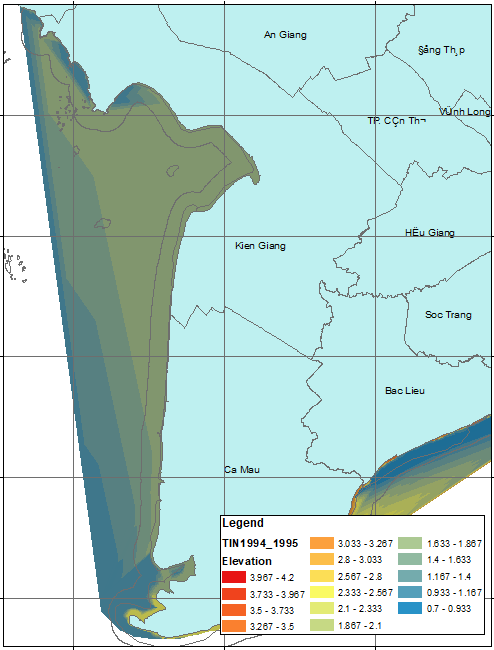 An Giang
§ång Th¸p
VÜnh Long
TP. CÇn Th¬
HËu Giang
Kien Giang
Soc Trang
Bac Lieu
Ca Mau
Legend
TIN1994_1995
Elevation
3.967 - 4.2
3.733 - 3.967
3.5 - 3.733
3.267 - 3.5
3.033 - 3.267
2.8 - 3.033
2.567 - 2.8
2.333 - 2.567
2.1 - 2.333
1.867 - 2.1
1.633 - 1.867
1.4 - 1.633
1.167 - 1.4
0.933 - 1.167
0.7 - 0.933